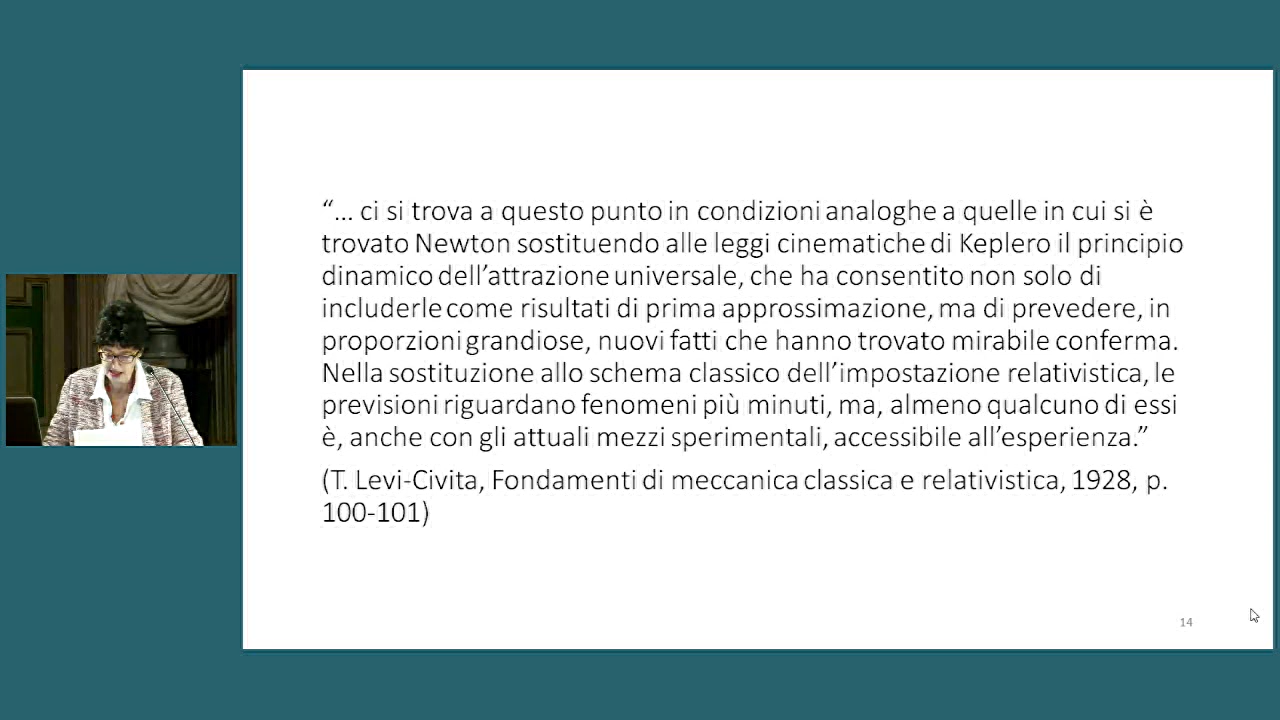 “... ci si trova a questo punto in condizioni analoghe a quelle in cui si è
trovato Newton sostituendo alle leggi cinematiche di Keplero il principio
dinamico dell’attrazione universale, che ha consentito non solo di
includerle come risultati di prima approssimazione, ma di prevedere, in
proporzioni grandiose, nuovi fatti che hanno trovato mirabile conferma.
Nella sostituzione allo schema classico dell’impostazione relativistica, le
previsioni riguardano fenomeni più minuti, ma, almeno qualcuno di essi
è, anche con gli attuali mezzi sperimentali, accessibile all’esperienza.”
(T. Levi-Civita, Fondamenti di meccanica classica e relativistica, 1928, p.
100-101)
14